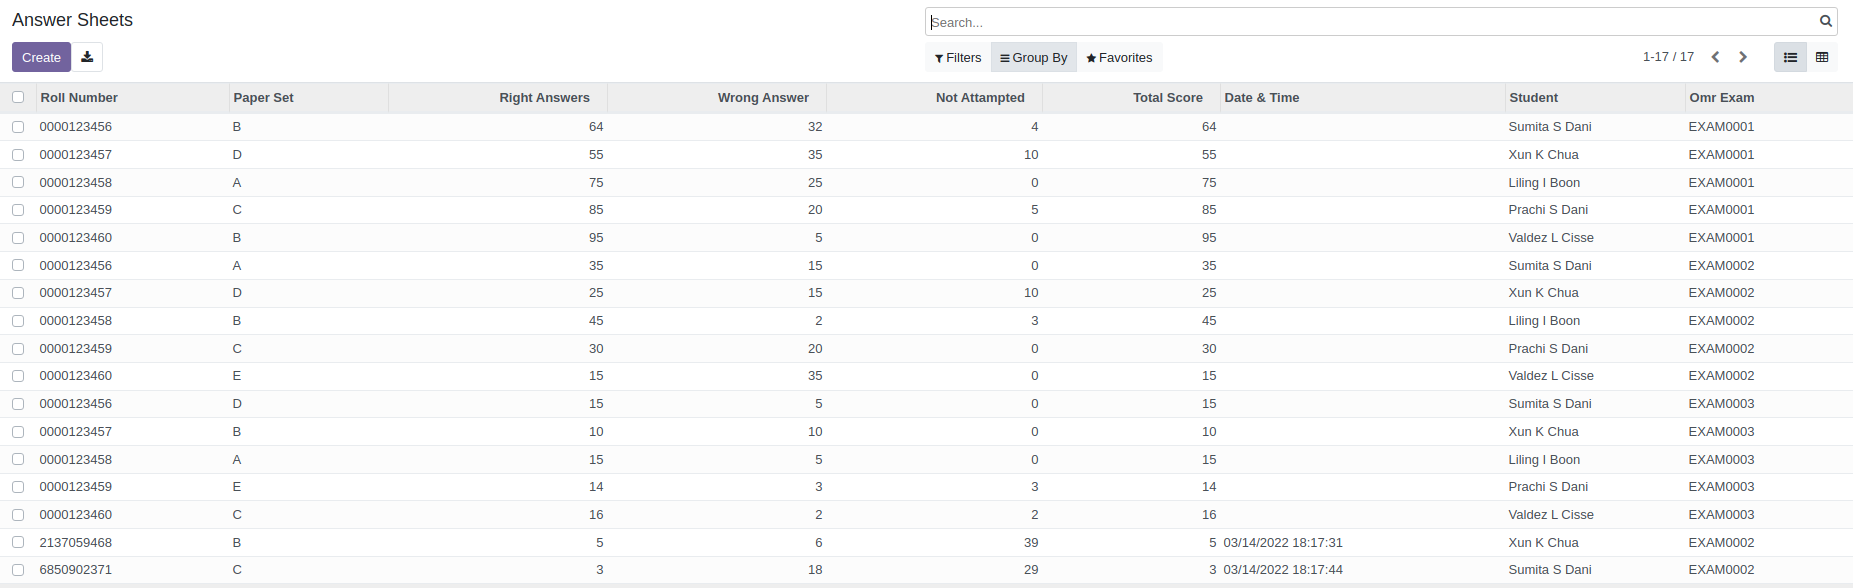 Answer Sheets
Search...
Create
Filters Group By Favorites 1-17 / 17
Roll Number Paper Set Right Answers Wrong Answer Not Attampted Total Score Date & Time Student Omr Exam
0000123456 B 64 32 4 64 Sumita S Dani EXAM0001
0000123457 D 55 35 10 55 Xun K Chua EXAM0001
0000123458 A 75 25 0 75 Liling I Boon EXAM0001
0000123459 C 85 20 5 85 Prachi S Dani EXAM0001
0000123460 B 95 5 0 95 Valdez L Cisse EXAM0001
0000123456 A 35 15 0 35 Sumita S Dani EXAM0002
0000123457 D 25 15 10 25 Xun K Chua EXAM0002
0000123458 B 45 2 3 45 Liling I Boon EXAM0002
0000123459 C 30 20 0 30 Prachi S Dani EXAM0002
0000123460 E 15 35 0 15 Valdez L Cisse EXAM0002
0000123456 D 15 5 0 15 Sumita S Dani EXAM0003
0000123457 B 10 10 0 10 Xun K Chua EXAM0003
0000123458 A 15 5 0 15 Liling I Boon EXAM0003
0000123459 E 14 3 3 14 Prachi S Dani EXAM0003
0000123460 C 16 2 2 16 Valdez L Cisse EXAM0003
2137059468 B 5 6 39 5 03/14/2022 18:17:31 Xun K Chua EXAM0002
6850902371 C 3 18 29 3 03/14/2022 18:17:44 Sumita S Dani EXAM0002